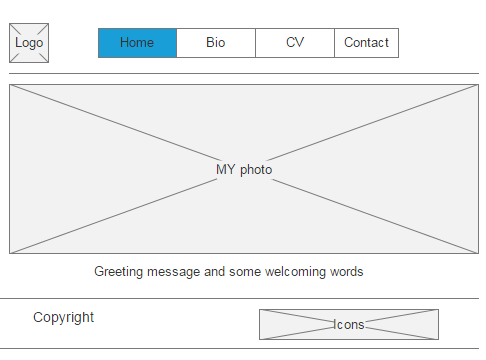 Logo
Home Bio CV Contact
MY photo
Greeting message and some welcoming words
Copyright
Icons